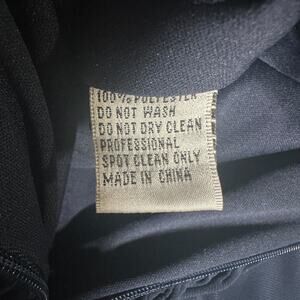 100% POLYESTER
DO NOT WASH
DO NOT DRY CLEAN
PROFESSIONAL
SPOT CLEAN ONLY
MADE IN CHINA